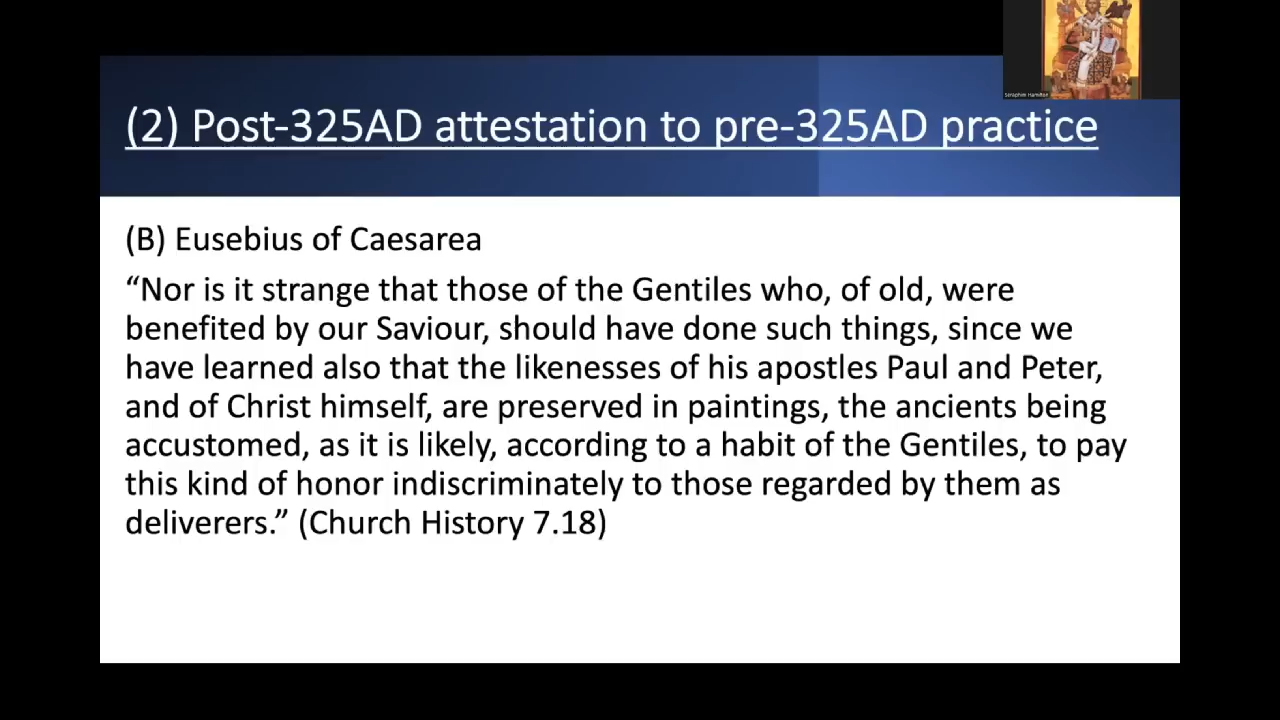 Seraphim Hamilton
(2) Post-325AD attestation to pre-325AD practice
(B) Eusebius of Caesarea
“Nor is it strange that those of the Gentiles who, of old, were
benefited by our Saviour, should have done such things, since we
have learned also that the likenesses of his apostles Paul and Peter,
and of Christ himself, are preserved in paintings, the ancients being
accustomed, as it is likely, according to a habit of the Gentiles, to pay
this kind of honor indiscriminately to those regarded by them as
deliverers.” (Church History 7.18)